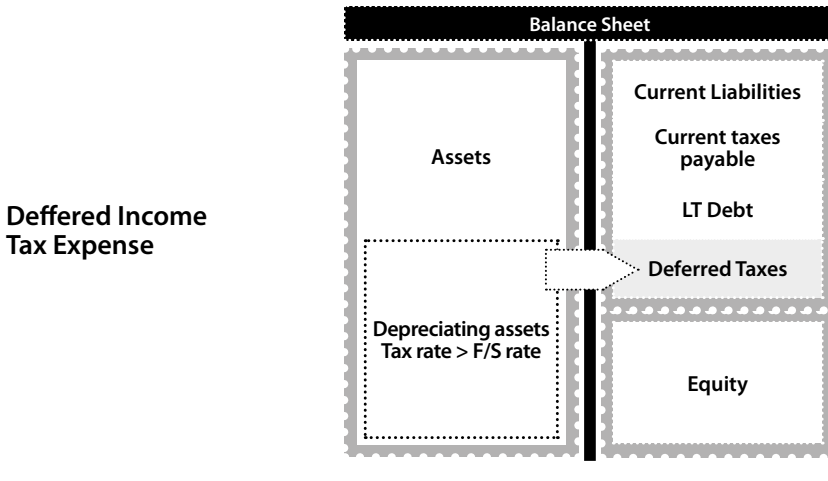 Balance Sheet
Deffered Income
Tax Expense
Assets
Depreciating assets
Tax rate > F/S rate
Current Liabilities
Current taxes
payable
LT Debt
Deferred Taxes
Equity